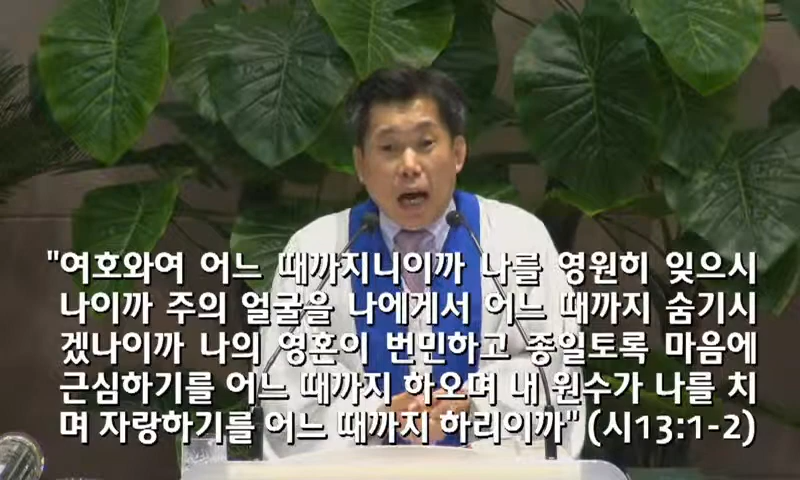 "여호와여 어느 때까지니이까 나를 영원히 잊으시
나이까 주의 얼굴을 나에게서 어느 때까지 숨기시
겠나이까 나의 영혼이 번민하고 종일토록 마음에
근심하기를 어느 때까지 하오며 내 원수가 나를 치
며 자랑하기를 어느 때까지 하리이까" (시13:1-2)